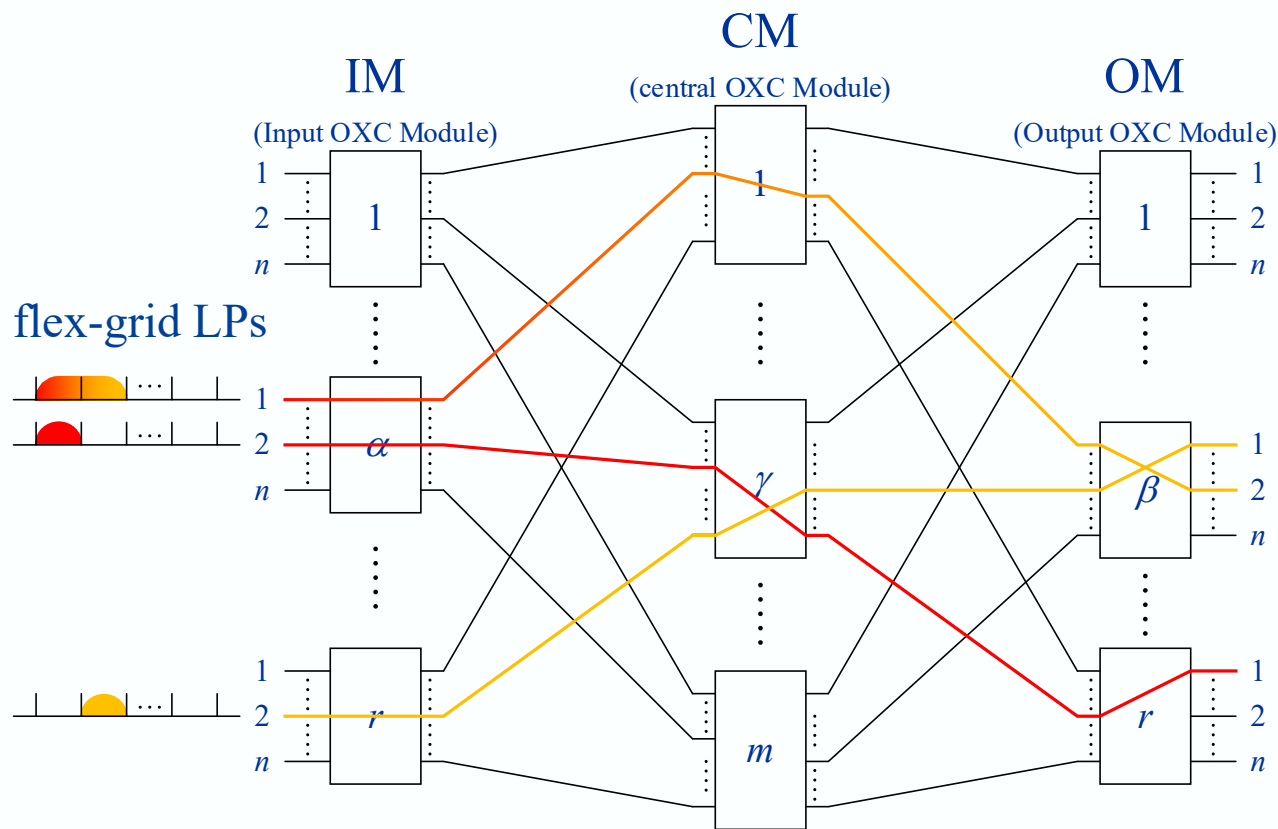 CM
(central OXC Module)
IM
(Input OXC Module)
OM
(Output OXC Module)
1
2
n
1
1
1
1
2
n
flex-grid LPs
1
2
n
α
γ
β
1
2
n
1
2
n
r
m
r
1
2
n